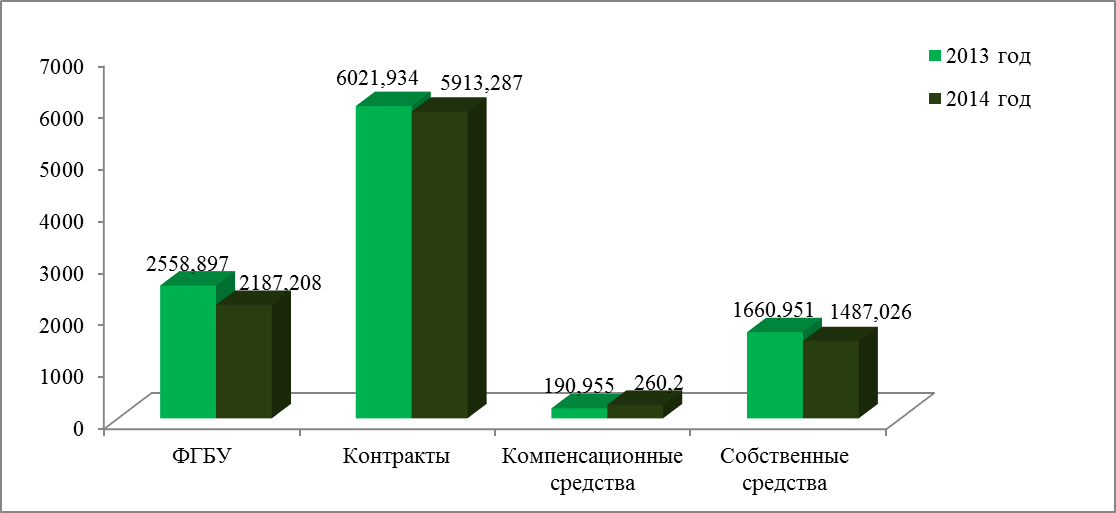 2013 год
2014 год
7000
6000
5000
4000
3000
2000
1000
0
2558,897
2187,208
6021,934
5913,287
190,955
260,2
1660,951
1487,026
ФГБУ
Контракты
Компенсационные
средства
Собственные
средства